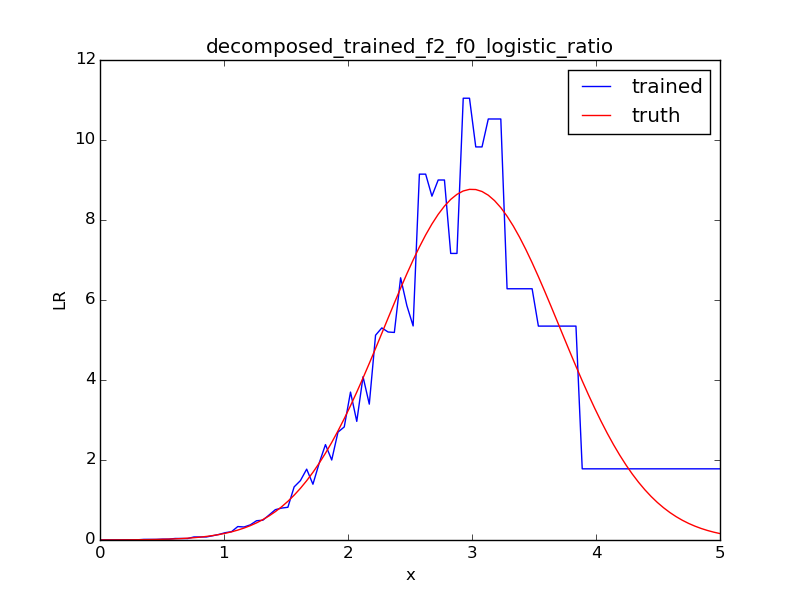 decomposed_trained_f2_f0_logistic_ratio
12
10
8
6
4
2
0
LR
trained
truth
0 1 2 3 4 5
x